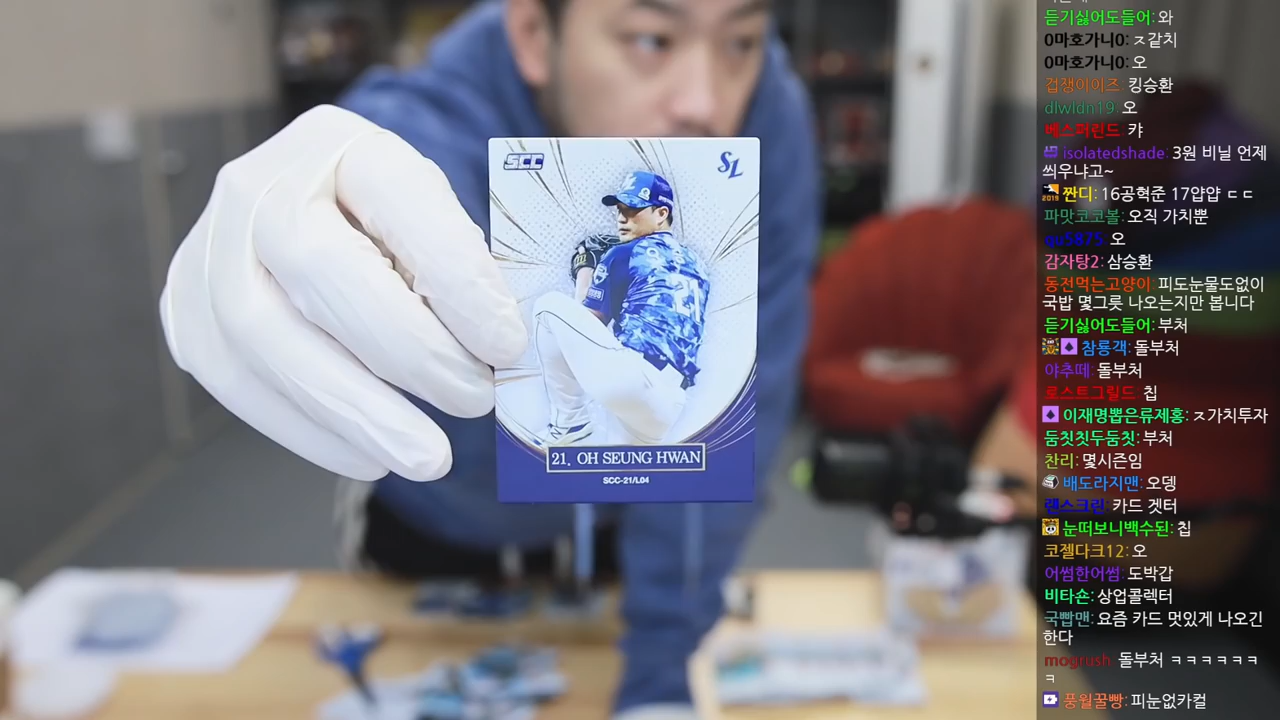 SCC
SL
21
21. OH SEUNG HWAN
SCC-21/L04
듣기싫어도들어: 와
0마호가니0: ㅈ같치
0마호가니0: 오
겁쟁이이즈: 킹승환
dlwldn19: 오
베스퍼린드: 캬
isolatedshade: 3원 비닐 언제
씌우냐고~
짠디: 16공혁준 17얍얍 ㄷㄷ
파맛코코볼: 오직 가치뿐
qu5875: 오
감자탕2: 삼승환
동전먹는고양이: 피도눈물도없이
국밥 몇그릇 나오는지만 봅니다
듣기싫어도들어: 부처
참룡객: 돌부처
야추떼: 돌부처
로스트그릴드: 칩
이재명뽑은류제홍: ㅈ가치투자
둠칫칫두둠칫: 부처
찬리: 몇시즌임
배도라지맨: 오뎅
랜스크린: 카드 겟터
눈떠보니백수된: 칩
코젤다크12: 오
어썸한어썸: 도박갑
비타숀: 상업콜렉터
국빱맨: 요즘 카드 멋있게 나오긴
한다
mogrush: 돌부처 ㅋㅋㅋㅋㅋㅋ
ㅋ
풍월꿀빵: 피눈없카컬